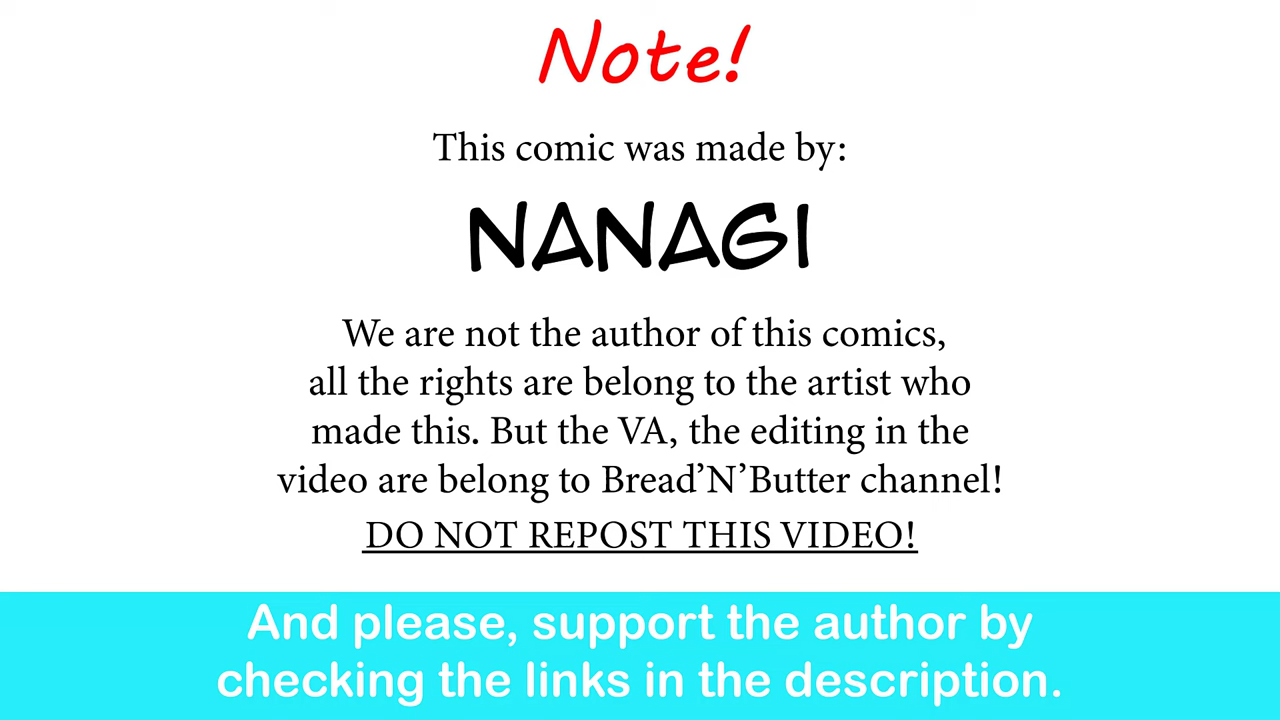 Note!
This comic was made by:
NANAGI
We are not the author of this comics,
all the rights are belong to the artist who
made this. But the VA, the editing in the
video are belong to Bread’N’Butter channel!
DO NOT REPOST THIS VIDEO!
And please, support the author by
checking the links in the description.